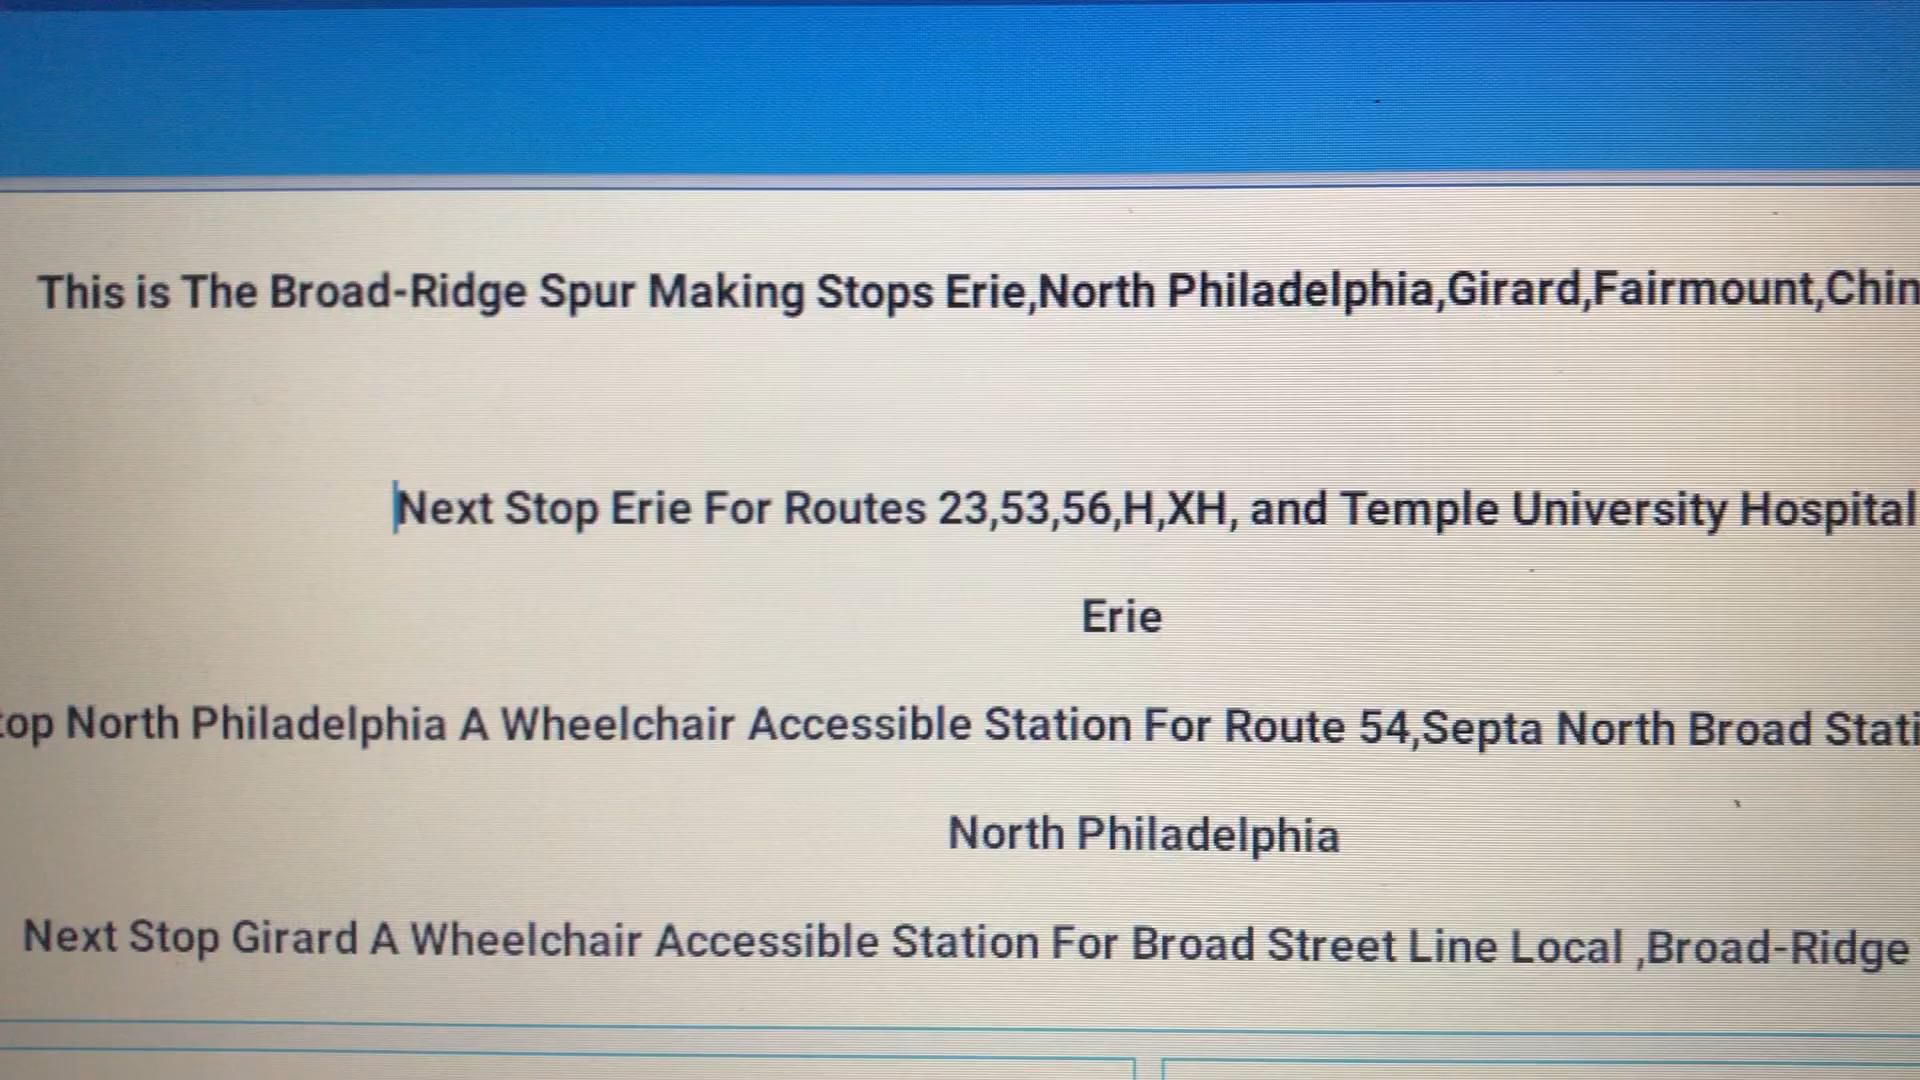 This is The Broad-Ridge Spur Making Stops Erie,North Philadelphia,Girard,Fairmount,Chin
Next Stop Erie For Routes 23,53,56,H,XH, and Temple University Hospital
Erie
top North Philadelphia A Wheelchair Accessible Station For Route 54,Septa North Broad Stati
North Philadelphia
Next Stop Girard A Wheelchair Accessible Station For Broad Street Line Local ,Broad-Ridge